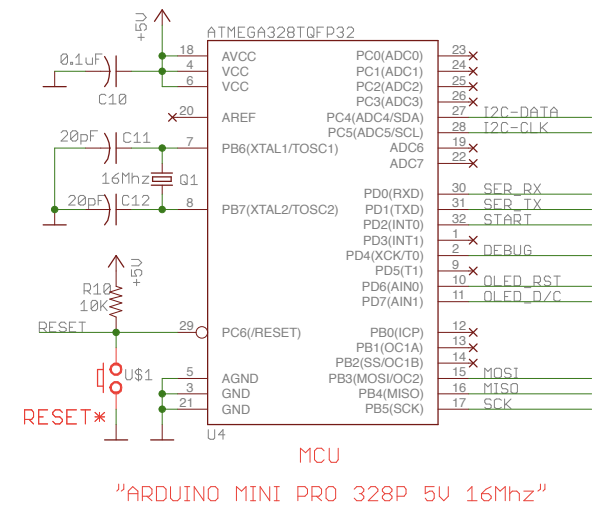 +5V
ATMEGA328TQFP32
0.1uF
C10
18 AVCC
4 VCC
6 VCC
20 AREF
20pF C11
7 PB6(XTAL1/TOSC1)
16Mhz Q1
20pF C12
8 PB7(XTAL2/TOSC2)
+5V
R10
10K
RESET
29 PC6(/RESET)
U$1
RESET*
5 AGND
3 GND
21 GND
PC0(ADC0) 23
PC1(ADC1) 24
PC2(ADC2) 25
PC3(ADC3) 26
PC4(ADC4/SDA) 27 I2C-DATA
PC5(ADC5/SCL) 28 I2C-CLK
ADC6 19
ADC7 22
PD0(RXD) 30 SER_RX
PD1(TXD) 31 SER_TX
PD2(INT0) 32 START
PD3(INT1) 1
PD4(XCK/T0) 2 DEBUG
PD5(T1) 9
PD6(AIN0) 10 OLED_RST
PD7(AIN1) 11 OLED_D/C
PB0(ICP) 12
PB1(OC1A) 13
PB2(SS/OC1B) 14
PB3(MOSI/OC2) 15 MOSI
PB4(MISO) 16 MISO
PB5(SCK) 17 SCK
U4
MCU
"ARDUINO MINI PRO 328P 5V 16Mhz"